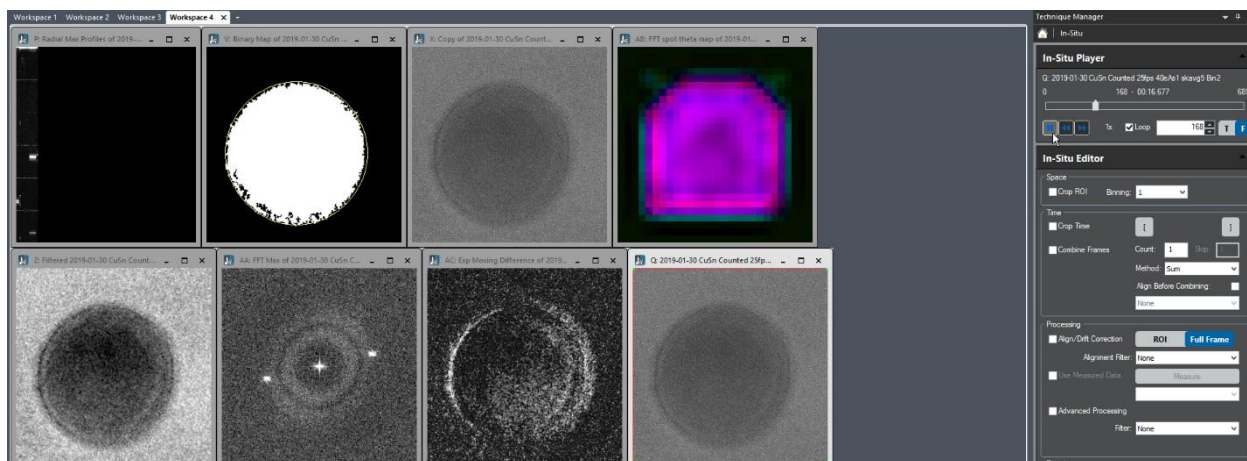 Workspace 1 Workspace 2 Workspace 3 Workspace 4 X +
Technique Manager
In-Situ
P: Radial Max Profiles of 2019-...
V: Binary Map of 2019-01-30 CuSn ...
X: Copy of 2019-01-30 CuSn Count...
AB: FFT spot theta map of 2019-01...
In-Situ Player
Q: 2019-01-30 CuSn Counted 25fps 40eAs1 skavg5 Bin2
0 168 - 00:16.677 685
1x Loop 168 T F
In-Situ Editor
Space
Crop ROI Binning: 1
Time
Crop Time [ ]
Combine Frames Count: 1 Skip
Method: Sum
Align Before Combining:
None
Z: Filtered 2019-01-30 CuSn Count...
AA: FFT Max of 2019-01-30 CuSn C...
AC: Exp Moving Difference of 2019...
Q: 2019-01-30 CuSn Counted 25fp...
Processing
Align/Drift Correction ROI Full Frame
Alignment Filter: None
Use Measured Data Measure
Advanced Processing
Filter: None